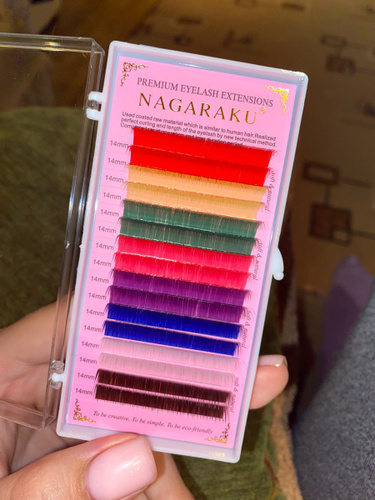 PREMIUM EYELASH EXTENSIONS
NAGARAKU
Used coated raw material which is similar to human hair.Realized
perfect curling and length of the eyelash by new technical method.
14mm
14mm
14mm
14mm
14mm
14mm
14mm
14mm
14mm
14mm
14mm
14mm
14mm
14mm
To be creative, To be simple, To be eco-friendly